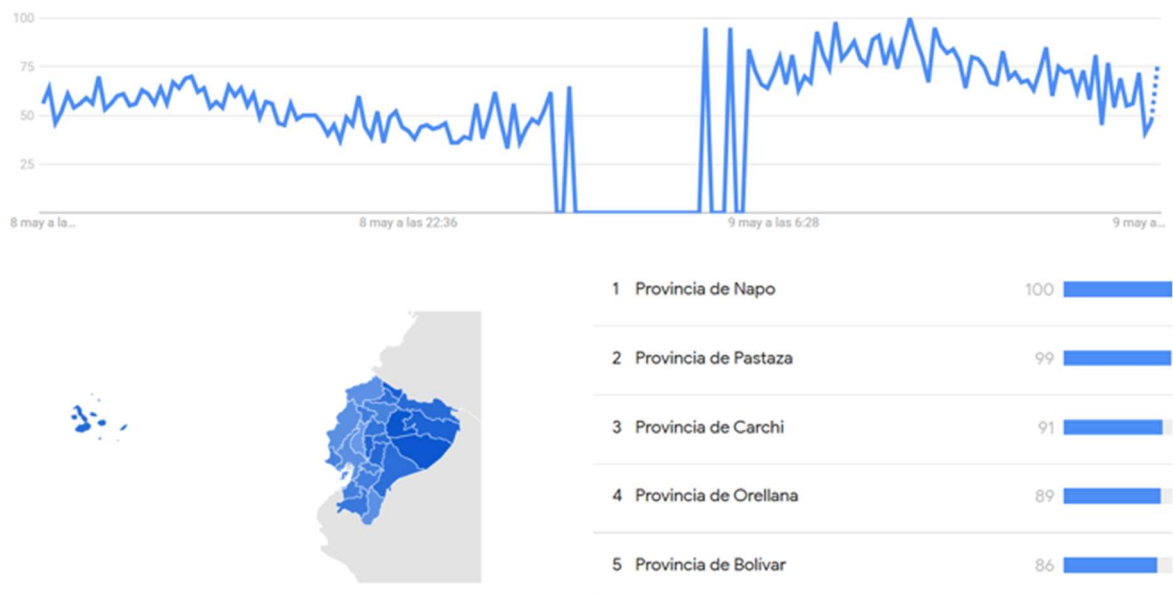 100
75
50
25
8 may a la...
8 may a las 22:36
9 may a las 6:28
9 may a...
1 Provincia de Napo 100
2 Provincia de Pastaza 99
3 Provincia de Carchi 91
4 Provincia de Orellana 89
5 Provincia de Bolivar 86